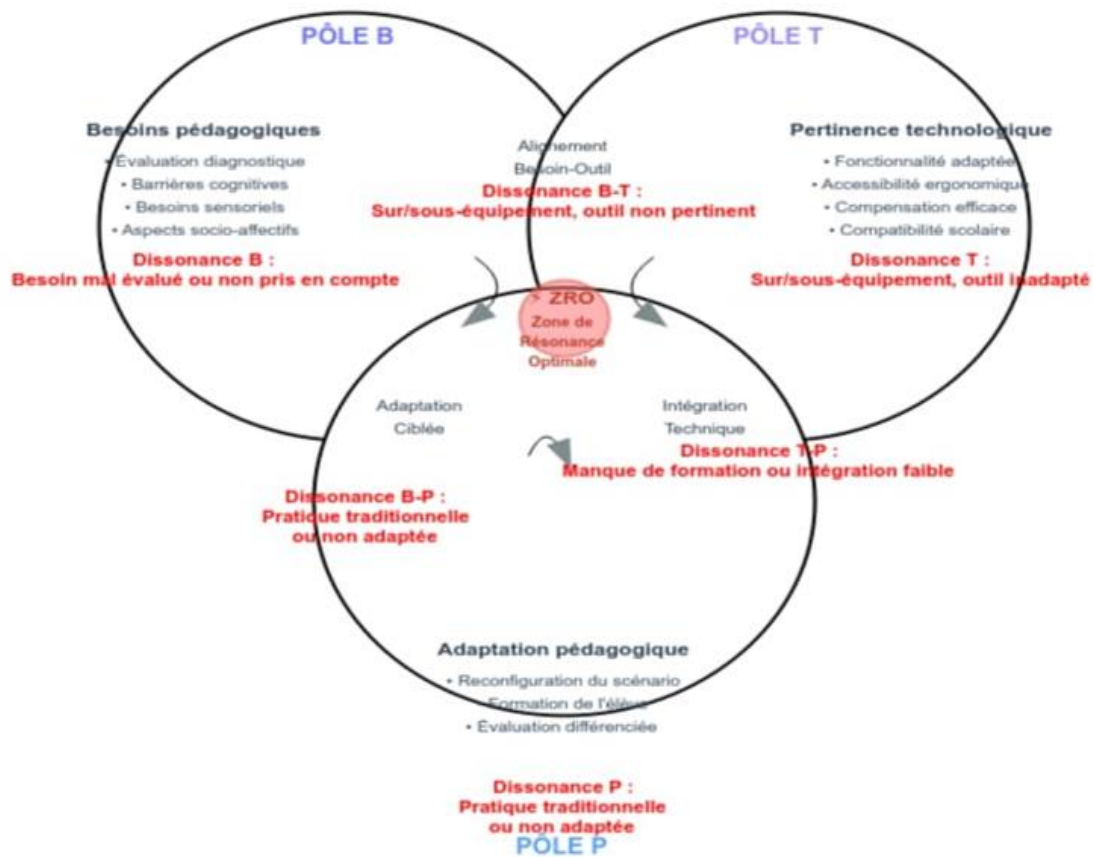 PÔLE B
PÔLE T
Besoins pédagogiques
• Évaluation diagnostique
• Barrières cognitives
• Besoins sensoriels
• Aspects socio-affectifs
Dissonance B :
Besoin mal évalué ou non pris en compte
Alignement
Besoin-Outil
Dissonance B-T :
Sur/sous-équipement, outil non pertinent
Pertinence technologique
• Fonctionnalité adaptée
• Accessibilité ergonomique
• Compensation efficace
• Compatibilité scolaire
Dissonance T :
Sur/sous-équipement, outil inadapté
⚡ ZRO
Zone de
Résonance
Optimale
Adaptation
Ciblée
Intégration
Technique
Dissonance T-P :
Manque de formation ou intégration faible
Dissonance B-P :
Pratique traditionnelle
ou non adaptée
Adaptation pédagogique
• Reconfiguration du scénario
• Formation de l'élève
• Évaluation différenciée
Dissonance P :
Pratique traditionnelle
ou non adaptée
PÔLE P